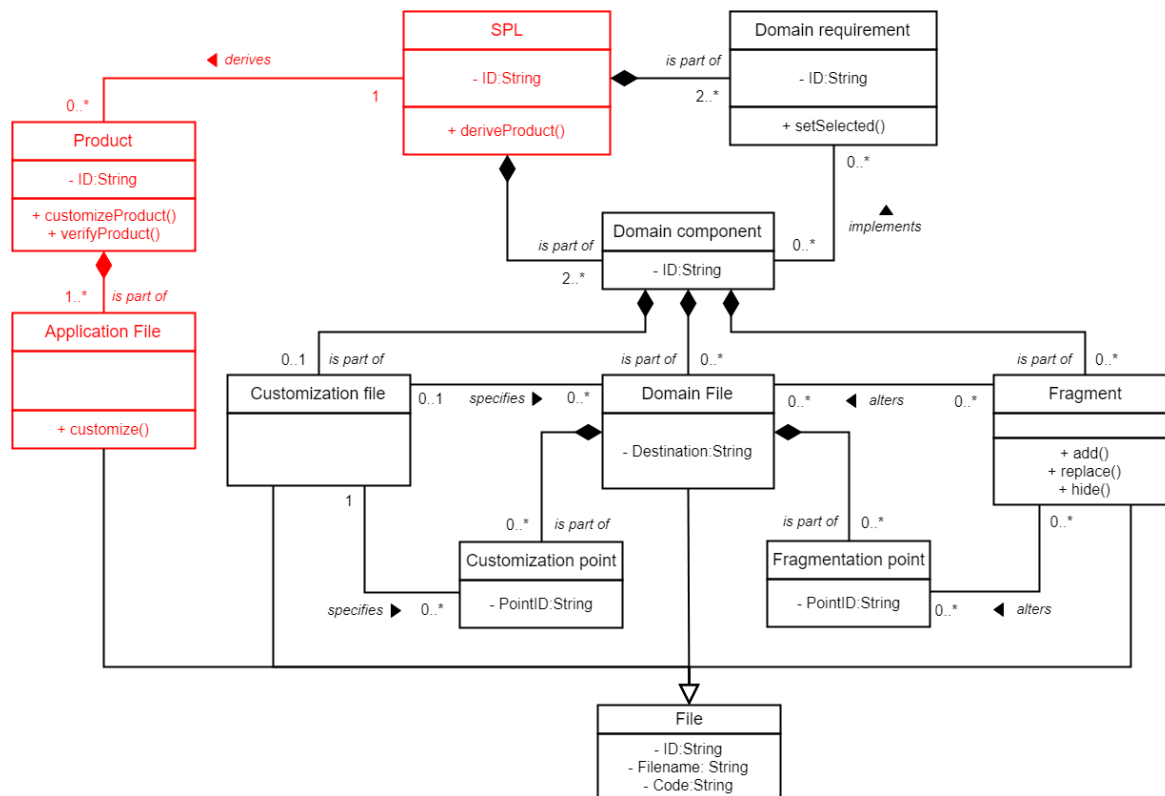 SPL
- ID:String
+ deriveProduct()
Domain requirement
- ID:String
+ setSelected()
◄ derives
0..*
1
is part of
2..*
Product
- ID:String
+ customizeProduct()
+ verifyProduct()
0..*
▲
implements
0..*
is part of
2..*
Domain component
- ID:String
1..*
is part of
Application File
+ customize()
0..1
is part of
is part of
0..*
is part of
0..*
Customization file
0..1
specifies ►
0..*
Domain File
- Destination:String
0..*
◄ alters
0..*
Fragment
+ add()
+ replace()
+ hide()
1
0..*
is part of
is part of
0..*
0..*
Customization point
- PointID:String
Fragmentation point
- PointID:String
specifies ►
0..*
0..*
◄ alters
File
- ID:String
- Filename: String
- Code:String